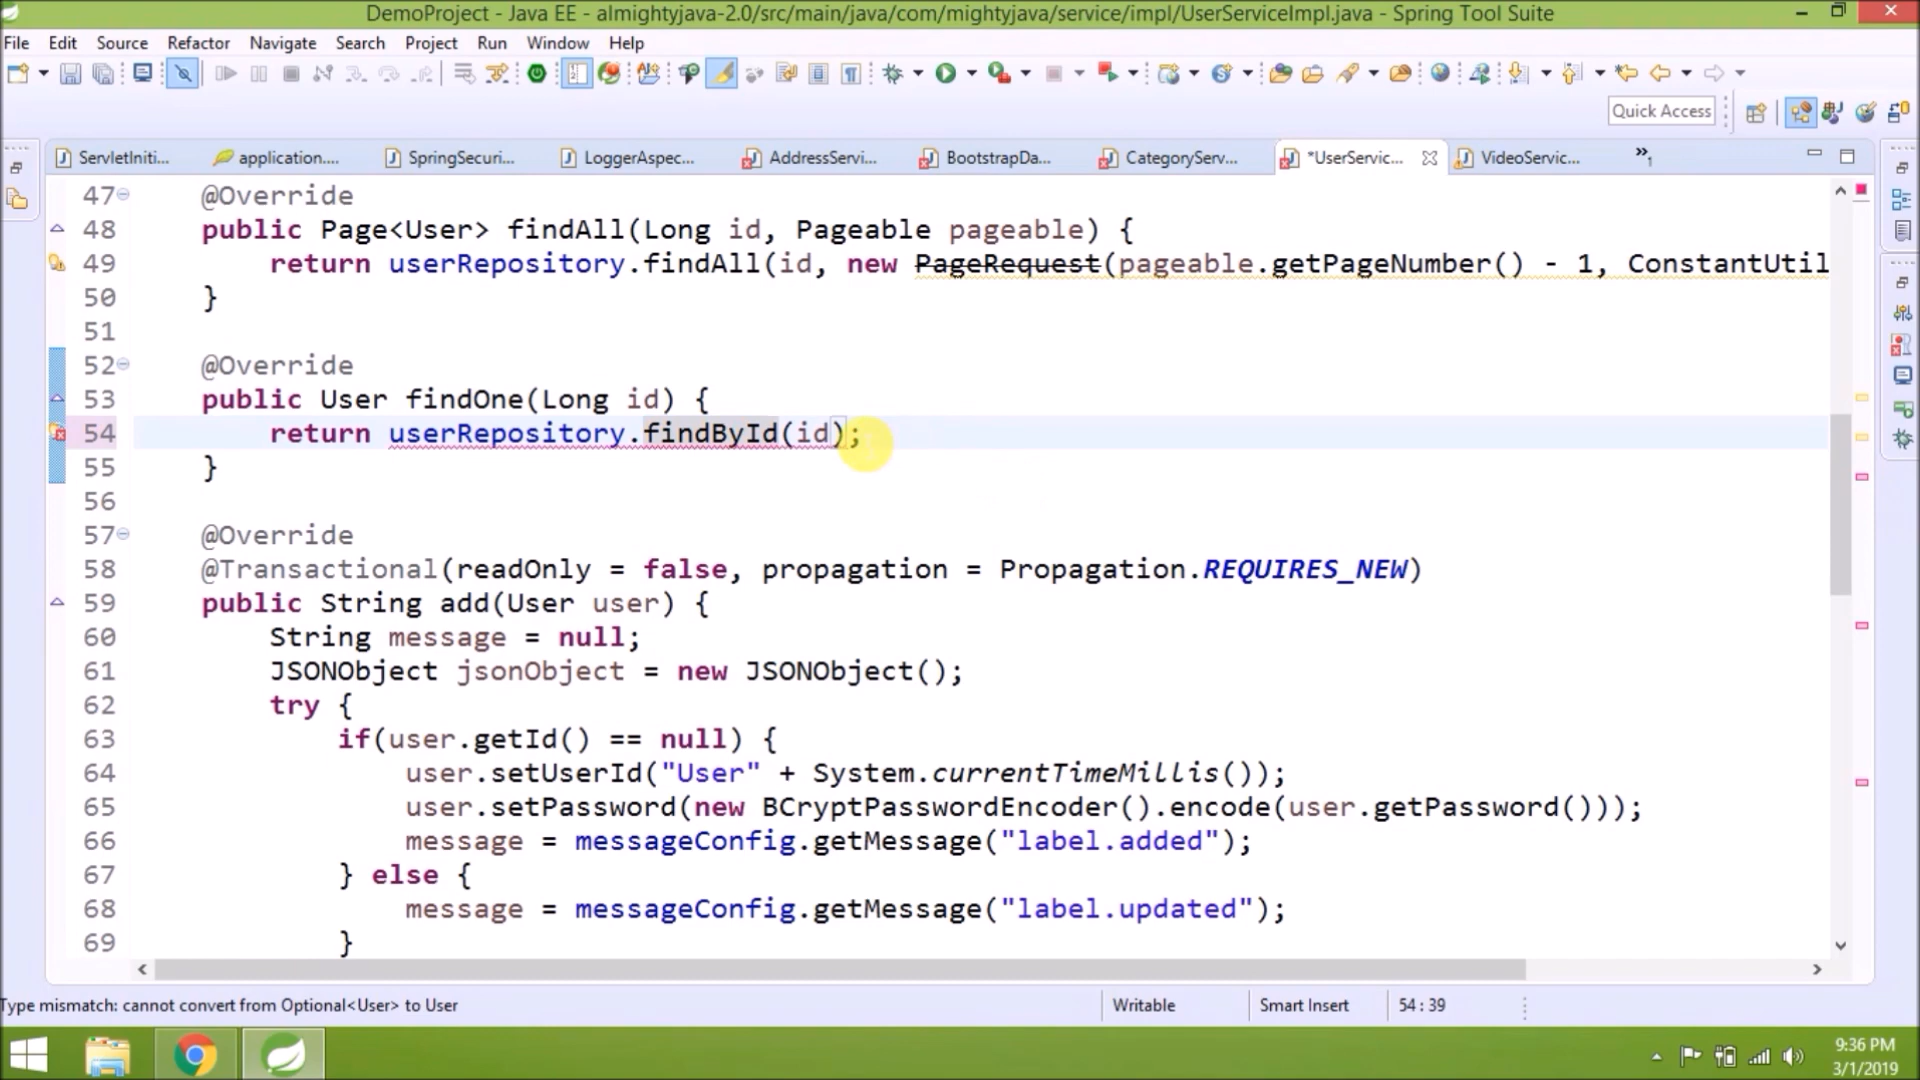 DemoProject - Java EE - almightyjava-2.0/src/main/java/com/mightyjava/service/impl/UserServiceImpl.java - Spring Tool Suite
File Edit Source Refactor Navigate Search Project Run Window Help
Quick Access
ServletIniti... application.... SpringSecuri... LoggerAspec... AddressServi... BootstrapDa... CategoryServ... *UserServic... VideoServic... »1
47 @Override
48 public Page<User> findAll(Long id, Pageable pageable) {
49 return userRepository.findAll(id, new PageRequest(pageable.getPageNumber() - 1, ConstantUtil
50 }
51
52 @Override
53 public User findOne(Long id) {
54 return userRepository.findById(id);
55 }
56
57 @Override
58 @Transactional(readOnly = false, propagation = Propagation.REQUIRES_NEW)
59 public String add(User user) {
60 String message = null;
61 JSONObject jsonObject = new JSONObject();
62 try {
63 if(user.getId() == null) {
64 user.setUserId("User" + System.currentTimeMillis());
65 user.setPassword(new BCryptPasswordEncoder().encode(user.getPassword()));
66 message = messageConfig.getMessage("label.added");
67 } else {
68 message = messageConfig.getMessage("label.updated");
69 }
Type mismatch: cannot convert from Optional<User> to User Writable Smart Insert 54 : 39
9:36 PM
3/1/2019